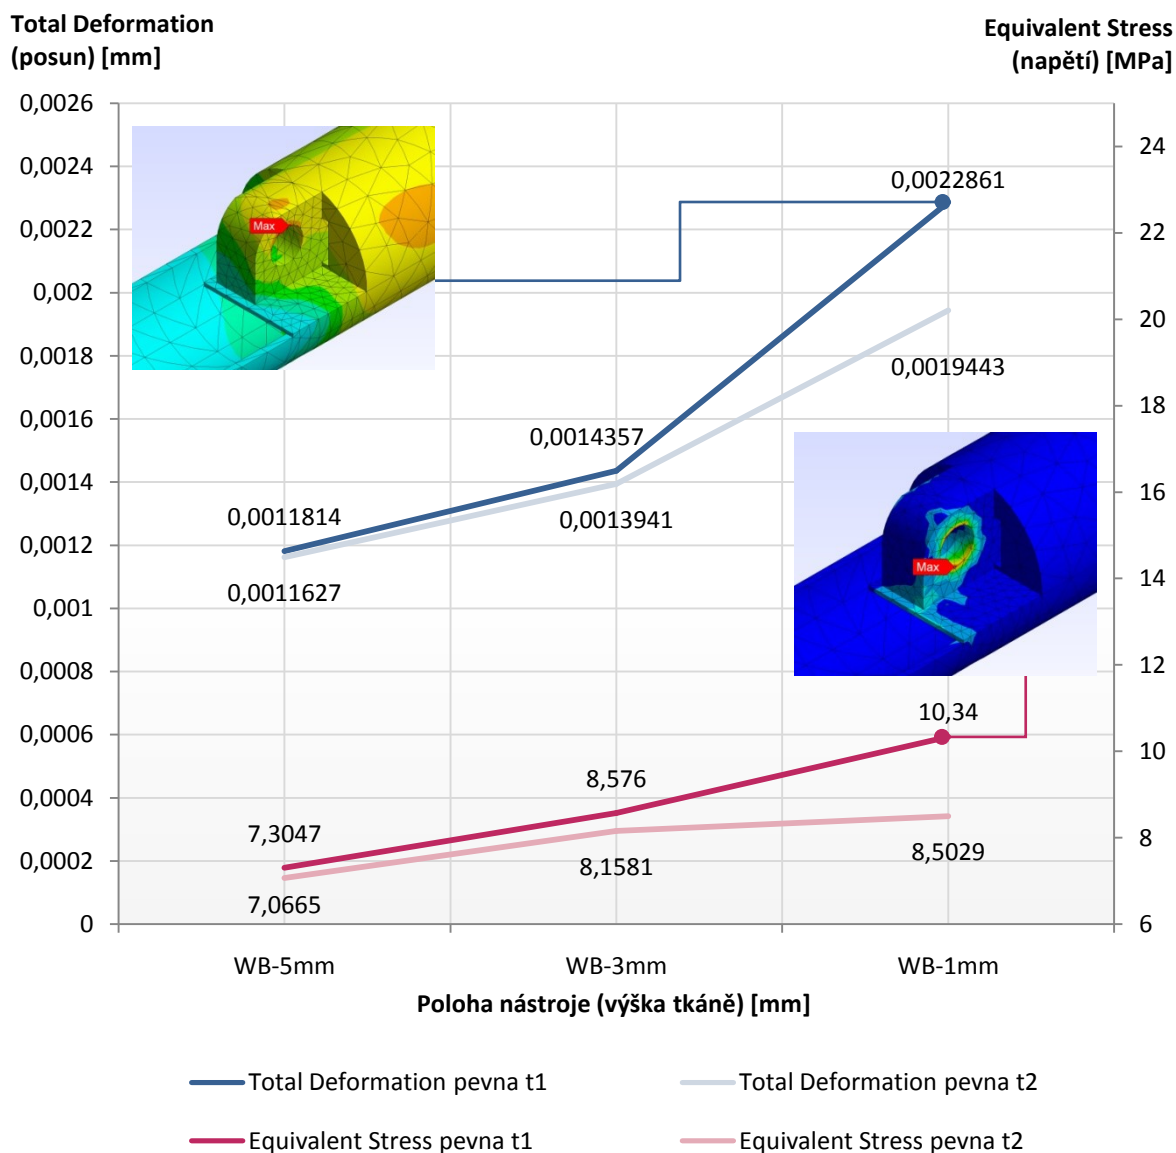 Total Deformation
(posun) [mm]
Equivalent Stress
(napětí) [MPa]
0,0026
0,0024
0,0022
0,002
0,0018
0,0016
0,0014
0,0012
0,001
0,0008
0,0006
0,0004
0,0002
0
24
22
20
18
16
14
12
10
8
6
Max
0,0022861
0,0019443
0,0014357
0,0013941
0,0011814
0,0011627
Max
10,34
8,576
7,3047
8,5029
8,1581
7,0665
WB-5mm
WB-3mm
WB-1mm
Poloha nástroje (výška tkáně) [mm]
Total Deformation pevna t1
Total Deformation pevna t2
Equivalent Stress pevna t1
Equivalent Stress pevna t2